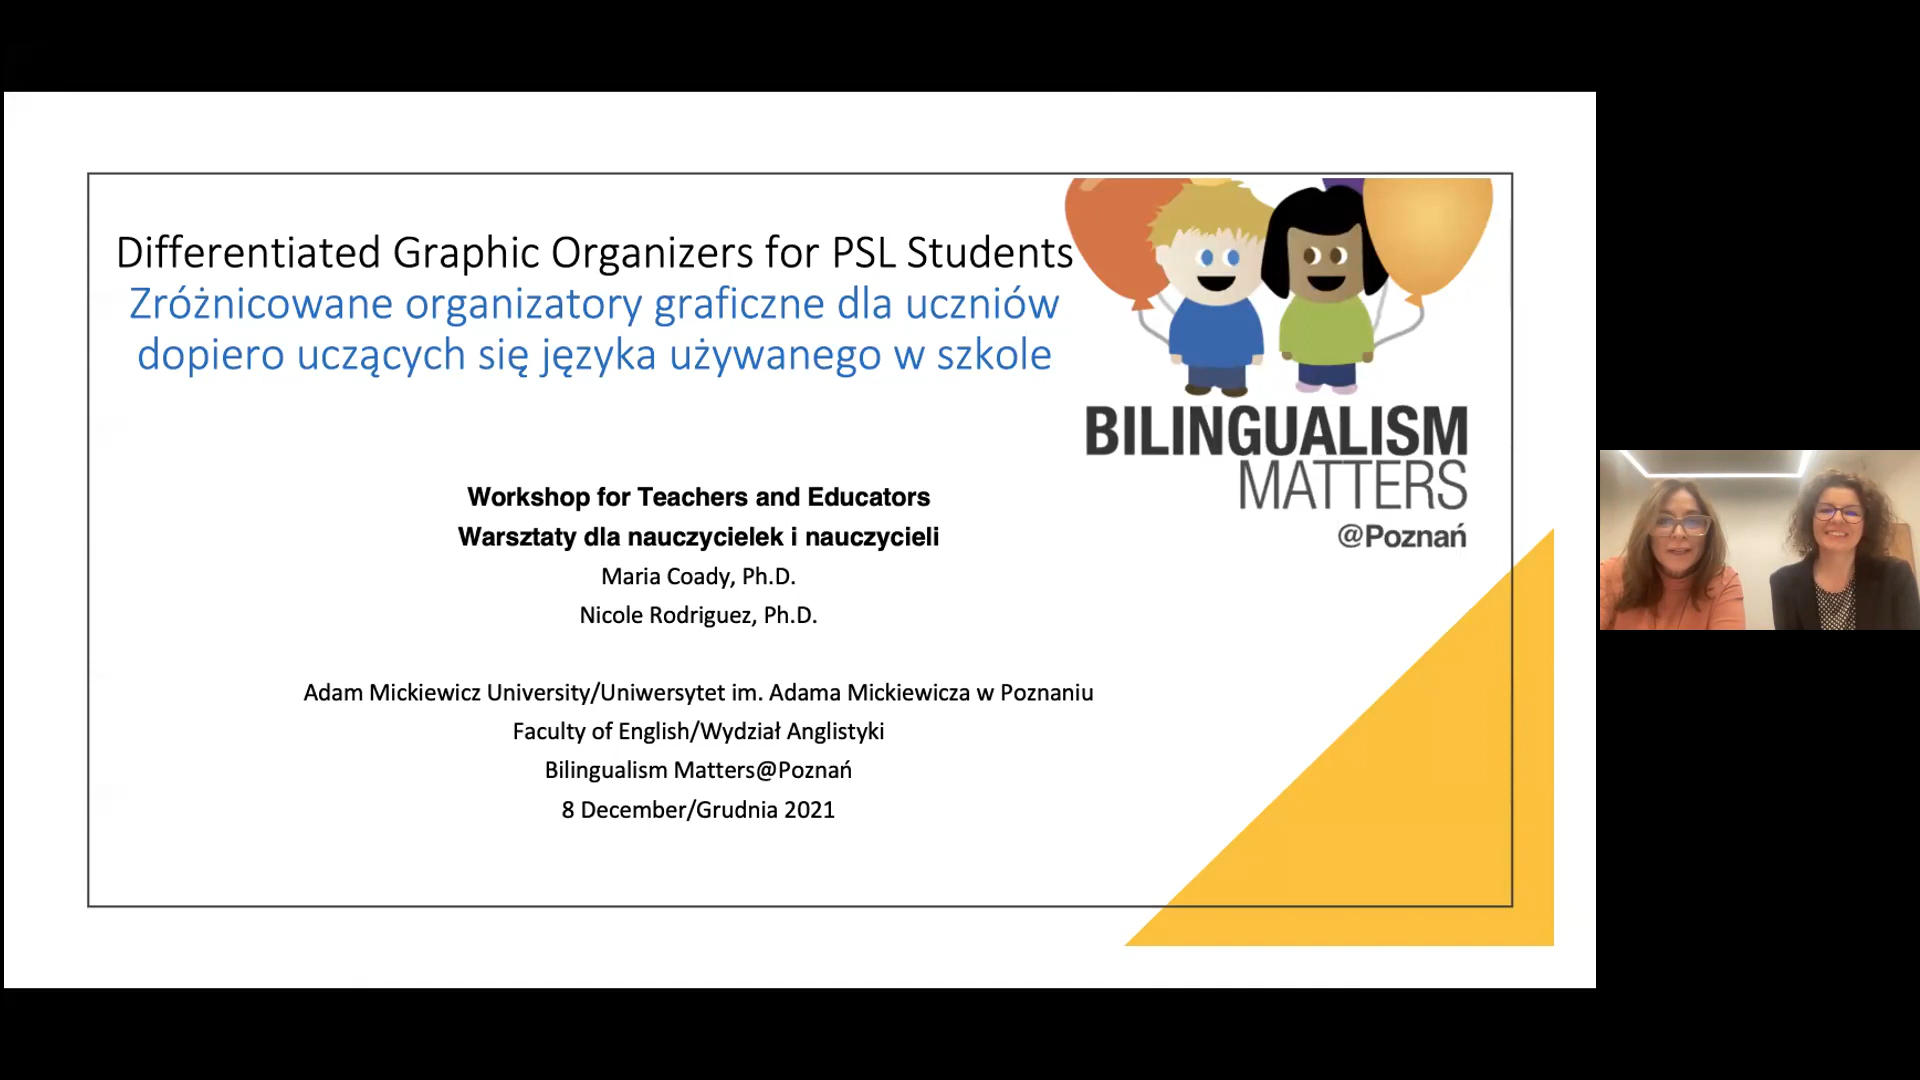 Differentiated Graphic Organizers for PSL Students
Zróżnicowane organizatory graficzne dla uczniów
dopiero uczących się języka używanego w szkole
BILINGUALISM
MATTERS
@Poznań
Workshop for Teachers and Educators
Warsztaty dla nauczycielek i nauczycieli
Maria Coady, Ph.D.
Nicole Rodriguez, Ph.D.
Adam Mickiewicz University/Uniwersytet im. Adama Mickiewicza w Poznaniu
Faculty of English/Wydział Anglistyki
Bilingualism Matters@Poznań
8 December/Grudnia 2021